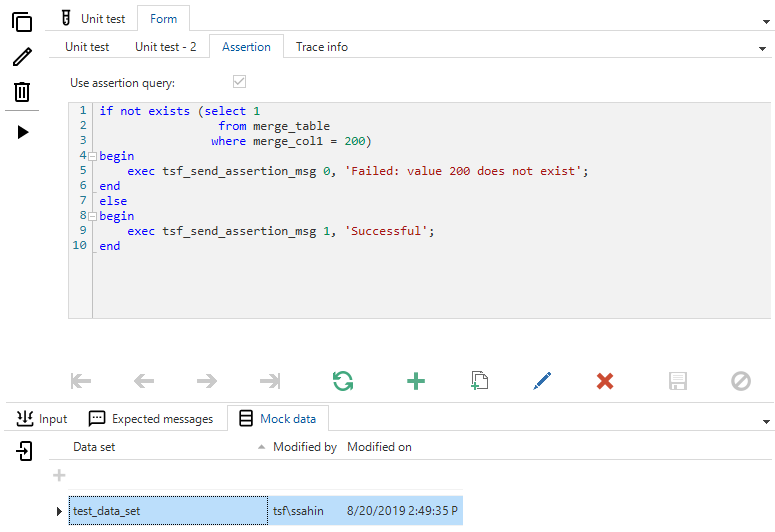 Unit test Form
Unit test Unit test - 2 Assertion Trace info
Use assertion query:
1 if not exists (select 1
2 from merge_table
3 where merge_col1 = 200)
4 begin
5 exec tsf_send_assertion_msg 0, 'Failed: value 200 does not exist';
6 end
7 else
8 begin
9 exec tsf_send_assertion_msg 1, 'Successful';
10 end
Input Expected messages Mock data
Data set Modified by Modified on
test_data_set tsf\ssahin 8/20/2019 2:49:35 P